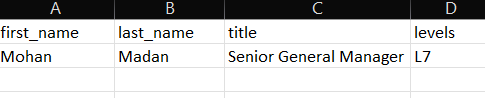 A B C D
first_name last_name title levels
Mohan Madan Senior General Manager L7